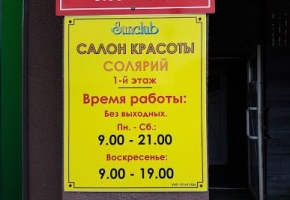 Sunclub
САЛОН КРАСОТЫ
СОЛЯРИЙ
1-й этаж
Время работы:
Без выходных.
Пн. - Сб.:
9.00 - 21.00
Воскресенье:
9.00 - 19.00